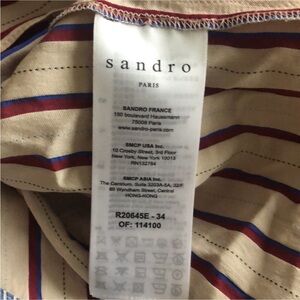 sandro
PARIS
SANDRO FRANCE
150 boulevard Haussmann
75008 Paris
www.sandro-paris.com
SMCP USA Inc.
10 Crosby Street, 3rd Floor
New York, New York 10013
RN132784
SMCP ASIA Inc.
The Centrium, Suite 3203A-5A, 32/F
60 Wyndham Street, Central
HONG-KONG
R20645E - 34
OF: 114100